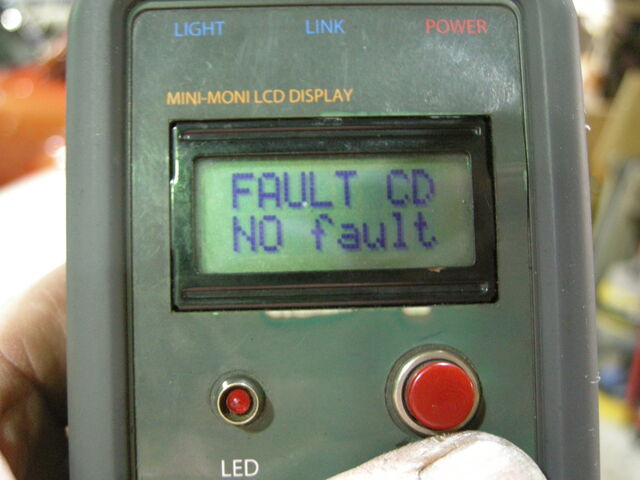 LIGHT LINK POWER
MINI-MONI LCD DISPLAY
FAULT CD
NO fault
LED